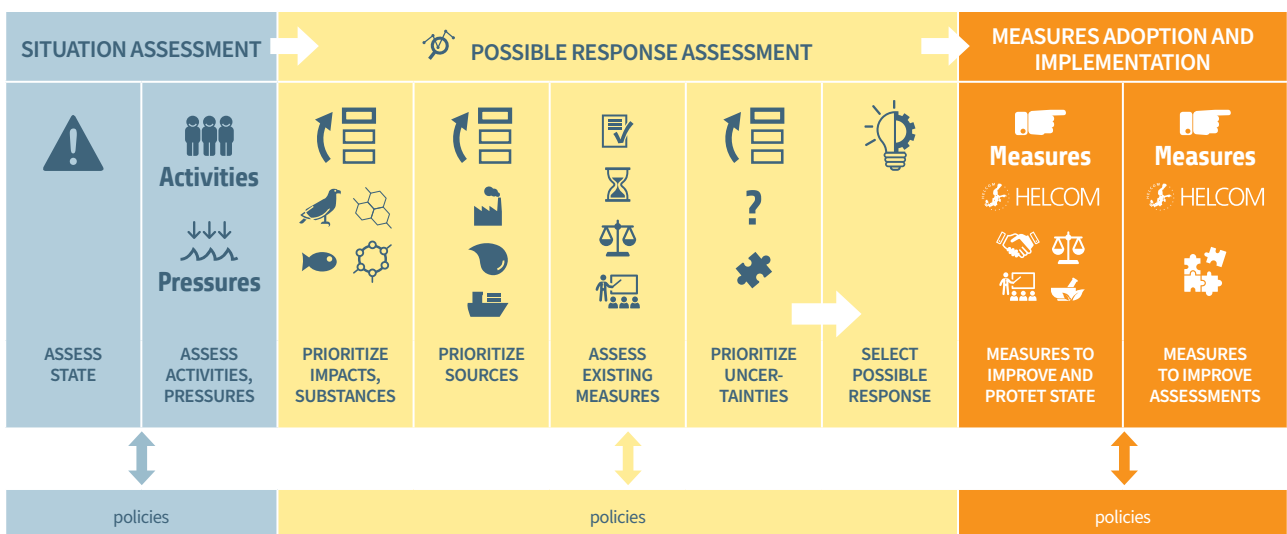 SITUATION ASSESSMENT
POSSIBLE RESPONSE ASSESSMENT
MEASURES ADOPTION AND
IMPLEMENTATION
Activities
Pressures
?
Measures
HELCOM
Measures
HELCOM
ASSESS
STATE
ASSESS
ACTIVITIES,
PRESSURES
PRIORITIZE
IMPACTS,
SUBSTANCES
PRIORITIZE
SOURCES
ASSESS
EXISTING
MEASURES
PRIORITIZE
UNCER-
TAINTIES
SELECT
POSSIBLE
RESPONSE
MEASURES TO
IMPROVE AND
PROTET STATE
MEASURES
TO IMPROVE
ASSESSMENTS
policies
policies
policies